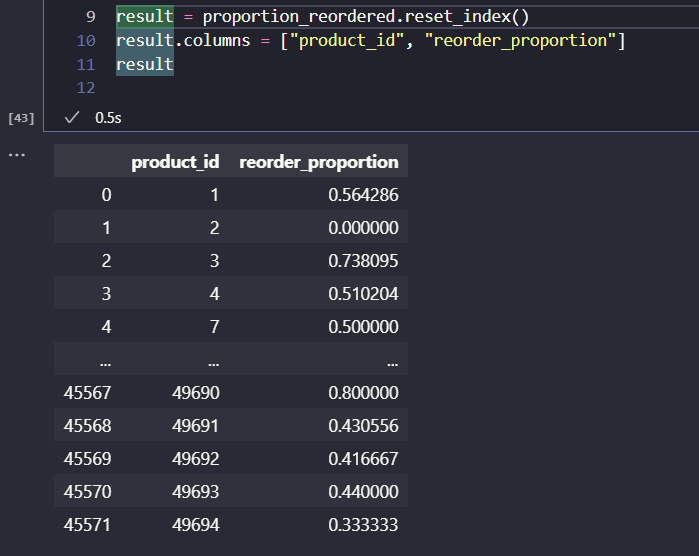 9 result = proportion_reordered.reset_index()
10 result.columns = ["product_id", "reorder_proportion"]
11 result
12
[43] ✓ 0.5s
...
product_id reorder_proportion
0 1 0.564286
1 2 0.000000
2 3 0.738095
3 4 0.510204
4 7 0.500000
... ... ...
45567 49690 0.800000
45568 49691 0.430556
45569 49692 0.416667
45570 49693 0.440000
45571 49694 0.333333